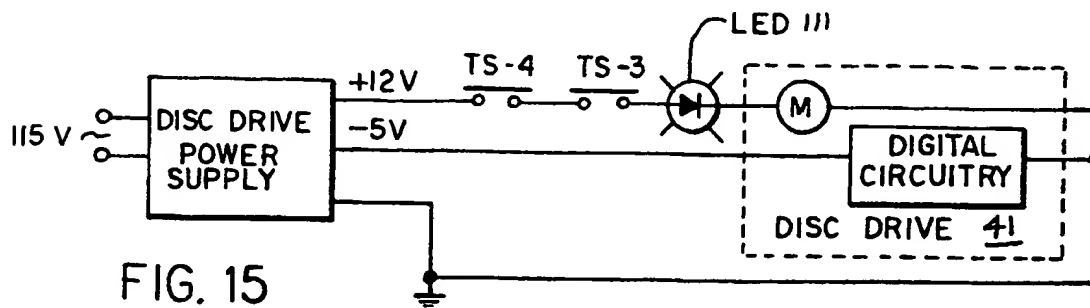 LED 111
TS-4 TS-3
+12V
115 V ~
DISC DRIVE
POWER
SUPPLY
-5V
M
DIGITAL
CIRCUITRY
DISC DRIVE 41
FIG. 15